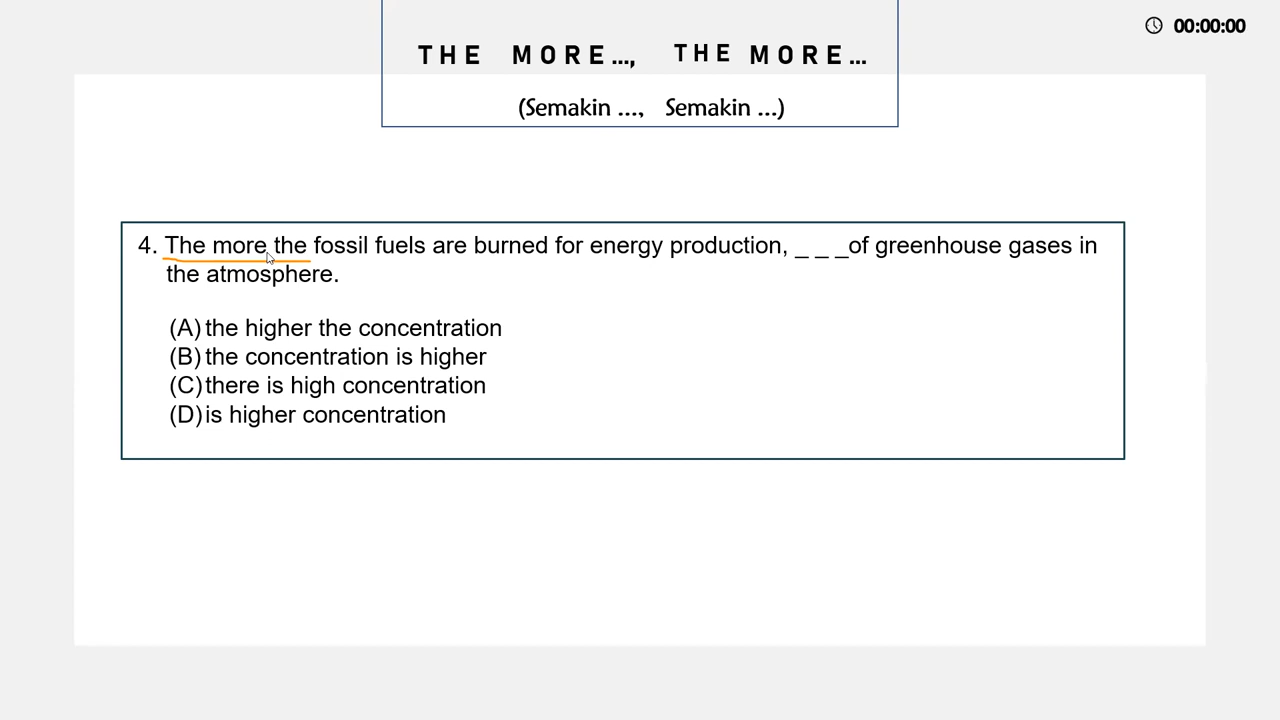 00:00:00
THE MORE..., THE MORE...
(Semakin ..., Semakin ...)
4. The more the fossil fuels are burned for energy production, _ _ _of greenhouse gases in
the atmosphere.
(A) the higher the concentration
(B) the concentration is higher
(C) there is high concentration
(D) is higher concentration